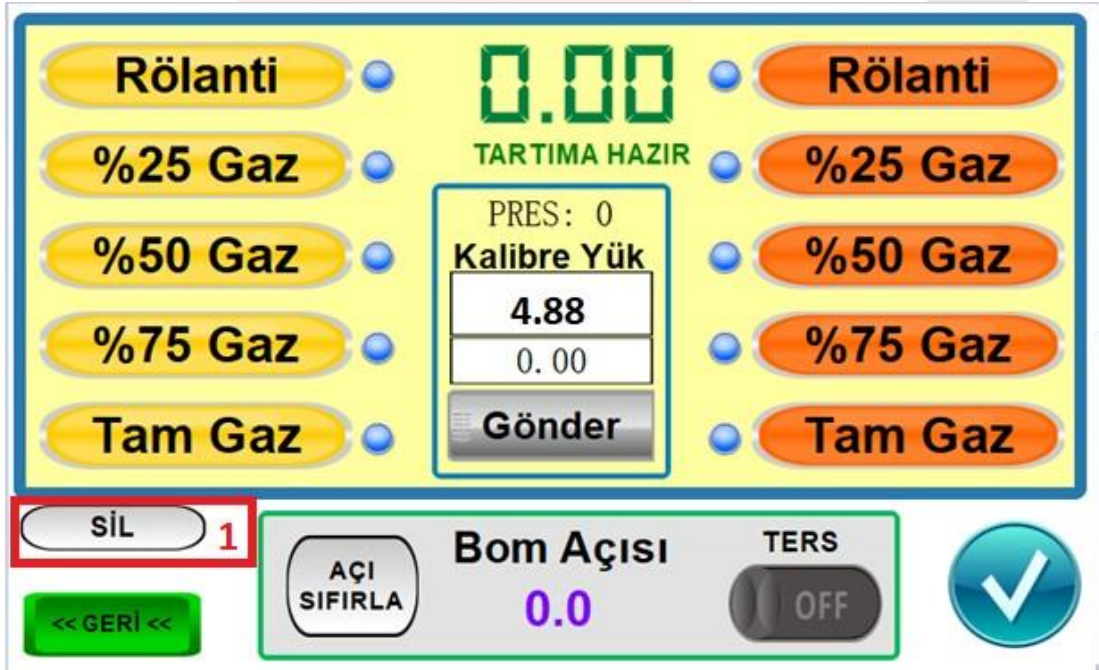 Rölanti
%25 Gaz
%50 Gaz
%75 Gaz
Tam Gaz
0.00
TARTIMA HAZIR
PRES: 0
Kalibre Yük
4.88
0.00
Gönder
Rölanti
%25 Gaz
%50 Gaz
%75 Gaz
Tam Gaz
SİL 1
<< GERİ <<
AÇI
SIFIRLA
Bom Açısı
0.0
TERS
OFF